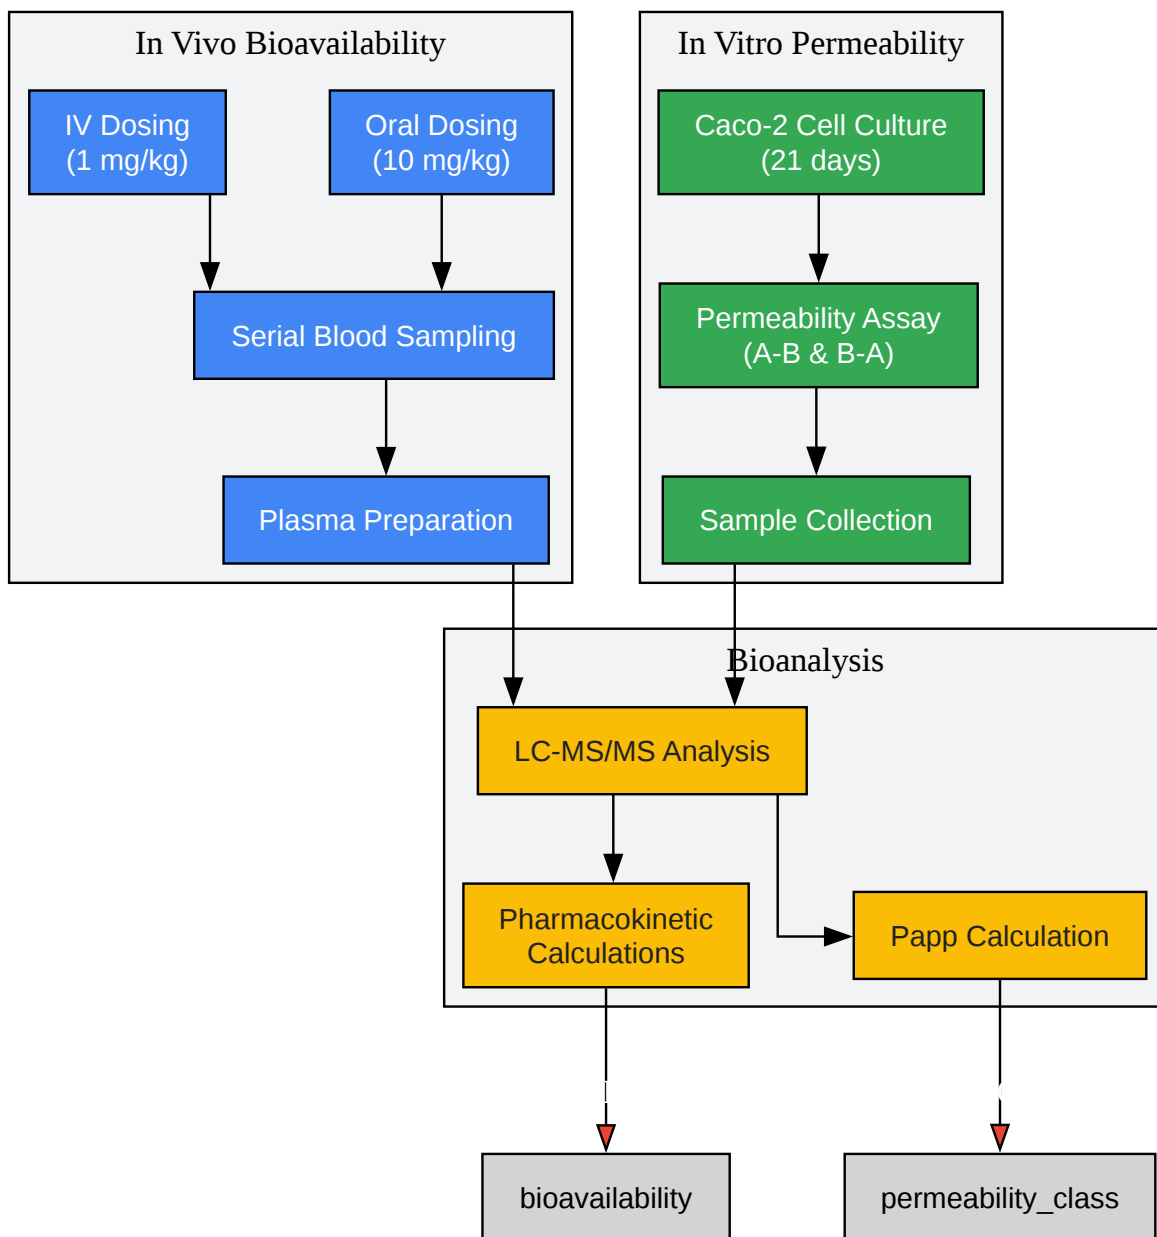 In Vivo Bioavailability
In Vitro Permeability
IV Dosing
(1 mg/kg)
Oral Dosing
(10 mg/kg)
Caco-2 Cell Culture
(21 days)
Serial Blood Sampling
Permeability Assay
(A-B & B-A)
Plasma Preparation
Sample Collection
Bioanalysis
LC-MS/MS Analysis
Pharmacokinetic
Calculations
Papp Calculation
bioavailability
permeability_class